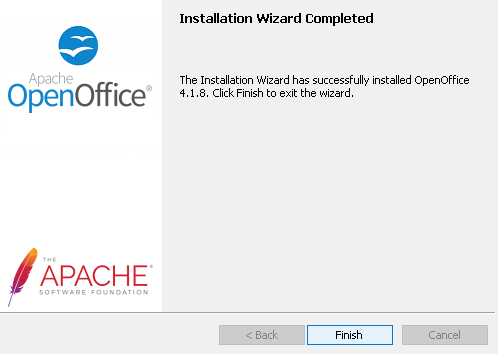 Installation Wizard Completed
The Installation Wizard has successfully installed OpenOffice
4.1.8. Click Finish to exit the wizard.
Apache
OpenOffice®
THE
APACHE®
SOFTWARE FOUNDATION
< Back
Finish
Cancel